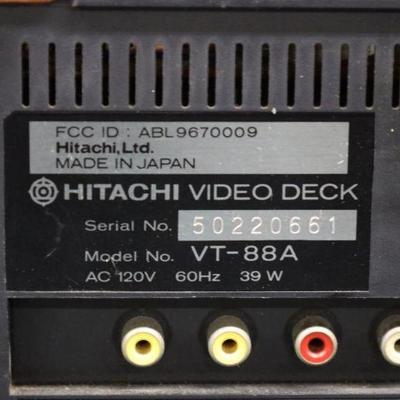 FCC ID : ABL9670009
Hitachi,Ltd.
MADE IN JAPAN
HITACHI VIDEO DECK
Serial No. 50220661
Model No. VT-88A
AC 120V 60Hz 39 W